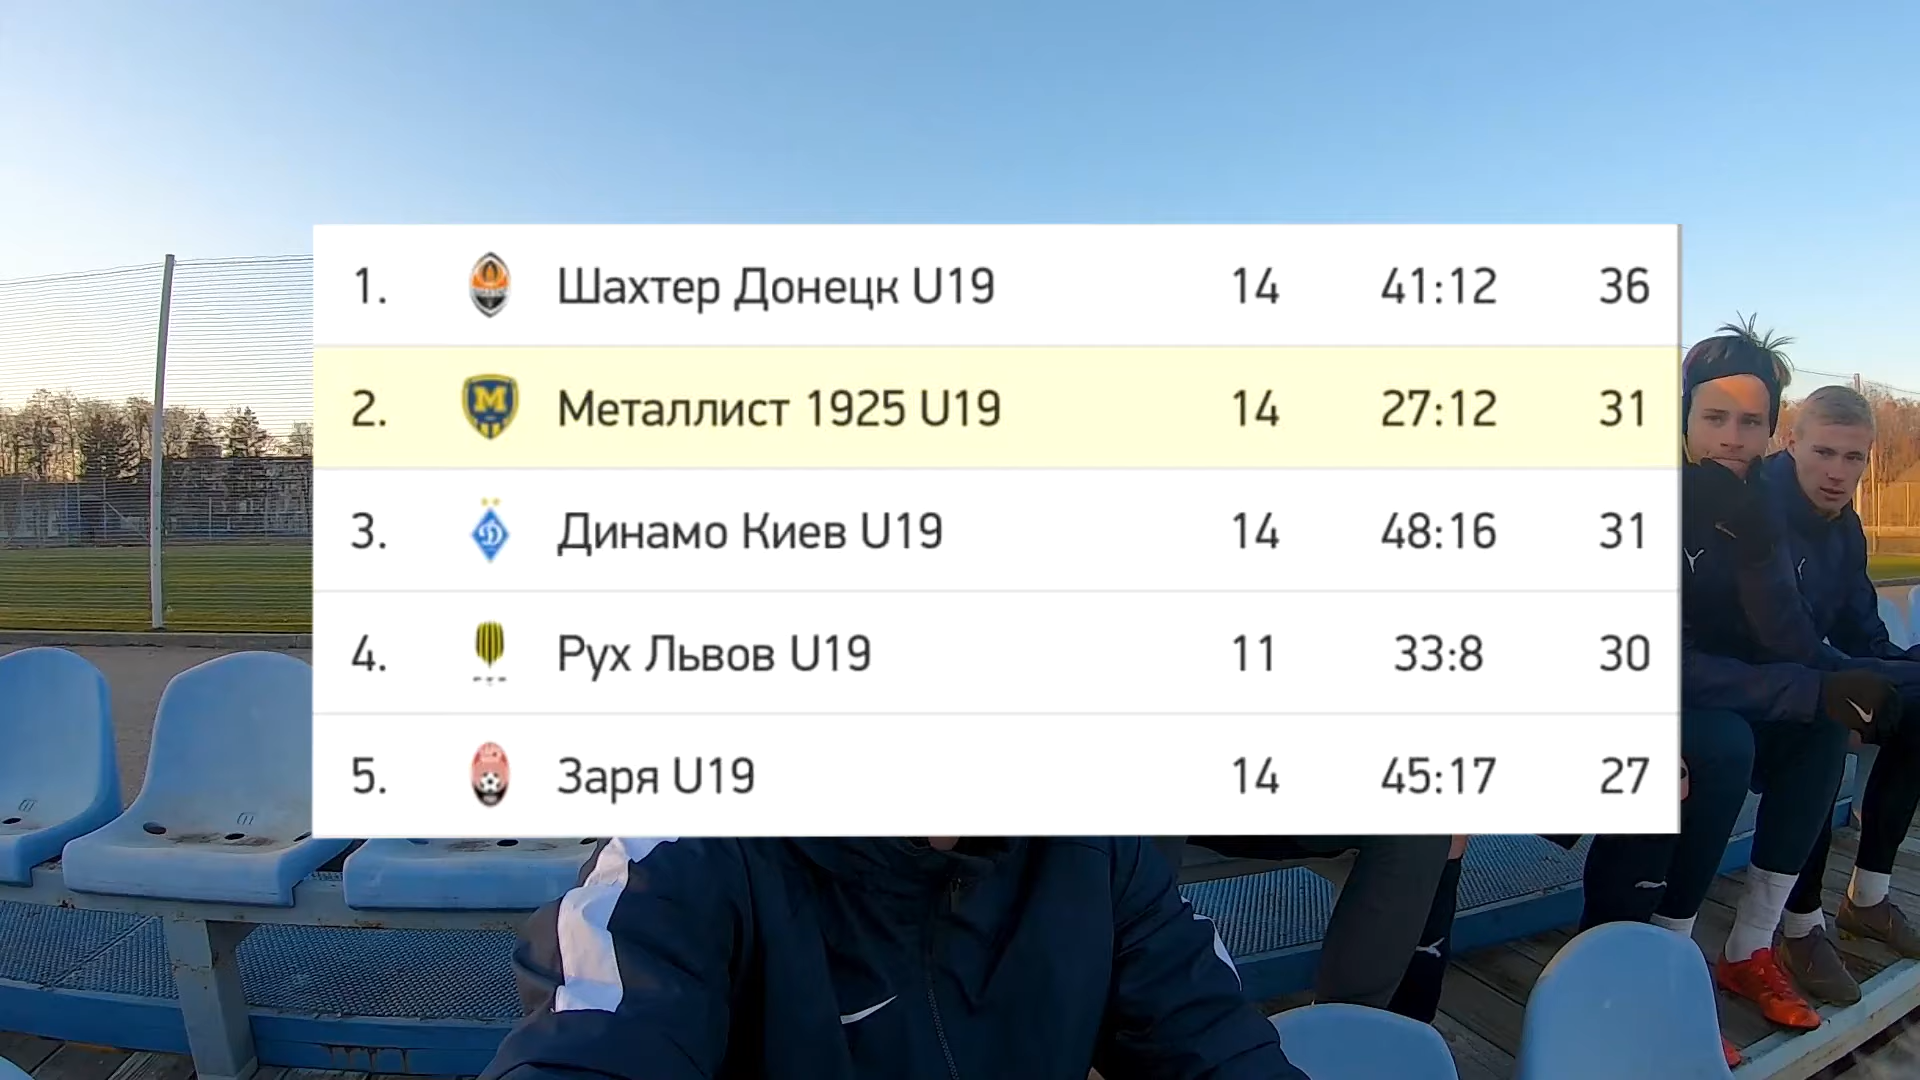 1. Шахтер Донецк U19 14 41:12 36
2. М Металлист 1925 U19 14 27:12 31
3. Д Динамо Киев U19 14 48:16 31
4. Рух Львов U19 11 33:8 30
5. Заря U19 14 45:17 27